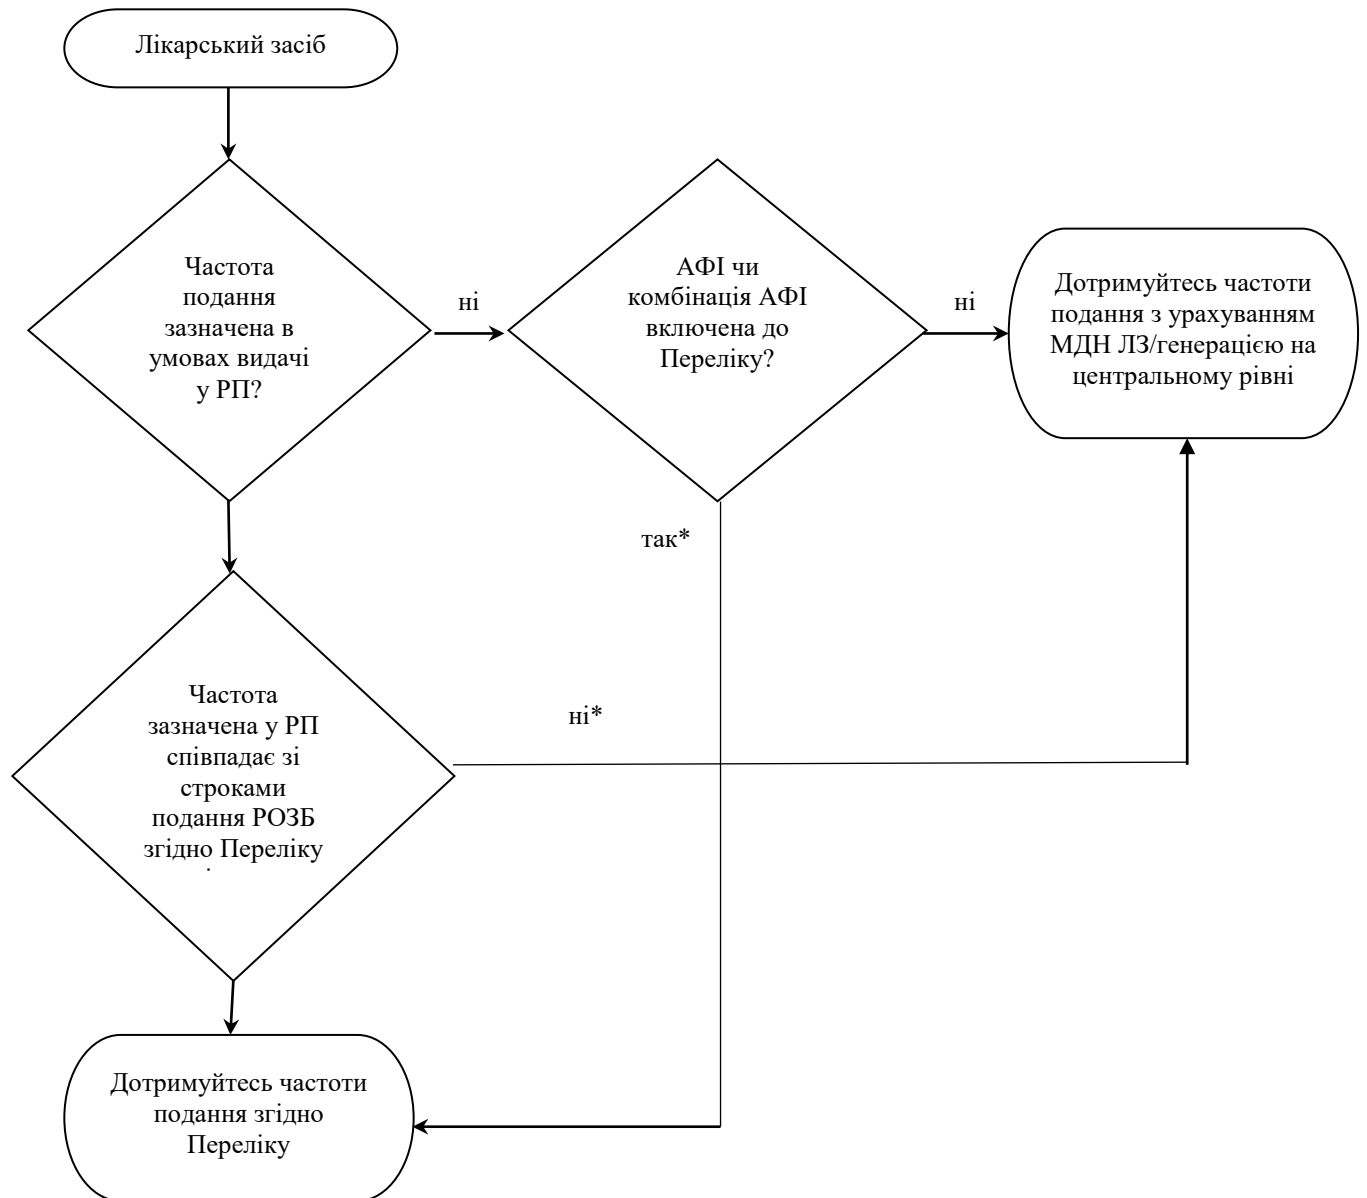 Лікарський засіб
Частота
подання
зазначена в
умовах видачі
у РП?
ні
АФІ чи
комбінація АФІ
включена до
Переліку?
ні
Дотримуйтесь частоти
подання з урахуванням
МДН ЛЗ/генерацією на
центральному рівні
так*
Частота
зазначена у РП
співпадає зі
строками
подання РОЗБ
згідно Переліку
ні*
Дотримуйтесь частоти
подання згідно
Переліку